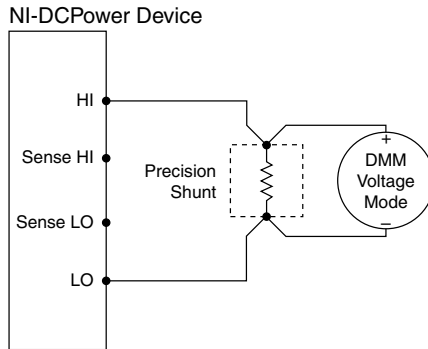 NI-DCPower Device
HI
Sense HI
Sense LO
LO
Precision
Shunt
+
DMM
Voltage
Mode
–